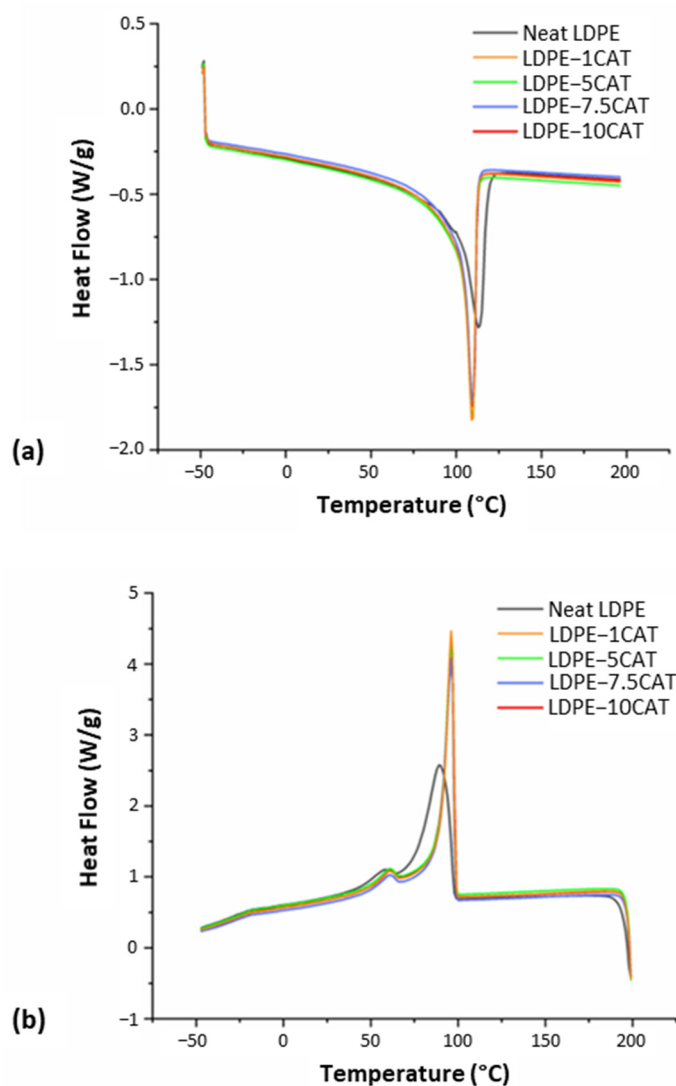 0.5
0.0
−0.5
−1.0
−1.5
−2.0
Heat Flow (W/g)
Neat LDPE
LDPE−1CAT
LDPE−5CAT
LDPE−7.5CAT
LDPE−10CAT
−50
0
50
100
150
200
Temperature (°C)
(a)
5
4
3
2
1
0
−1
Heat Flow (W/g)
Neat LDPE
LDPE−1CAT
LDPE−5CAT
LDPE−7.5CAT
LDPE−10CAT
−50
0
50
100
150
200
Temperature (°C)
(b)